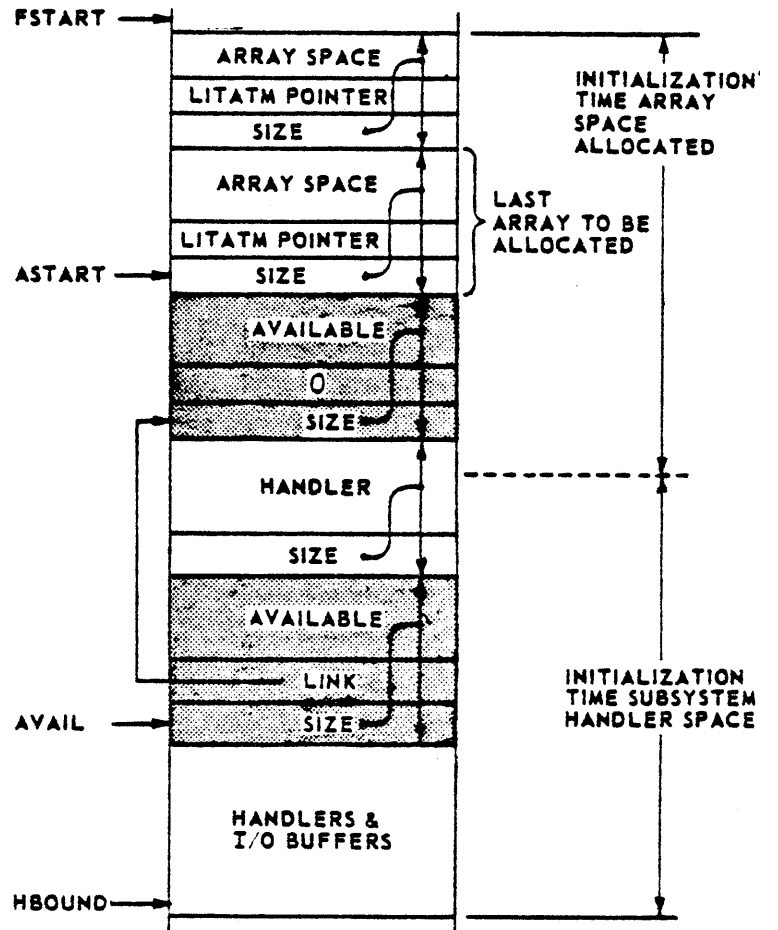 FSTART
ARRAY SPACE
LITATM POINTER
SIZE
INITIALIZATION
TIME ARRAY
SPACE
ALLOCATED
ARRAY SPACE
LITATM POINTER
SIZE
LAST
ARRAY TO BE
ALLOCATED
ASTART
AVAILABLE
0
SIZE
HANDLER
SIZE
AVAILABLE
LINK
SIZE
INITIALIZATION
TIME SUBSYSTEM
HANDLER SPACE
AVAIL
HANDLERS &
I/O BUFFERS
HBOUND